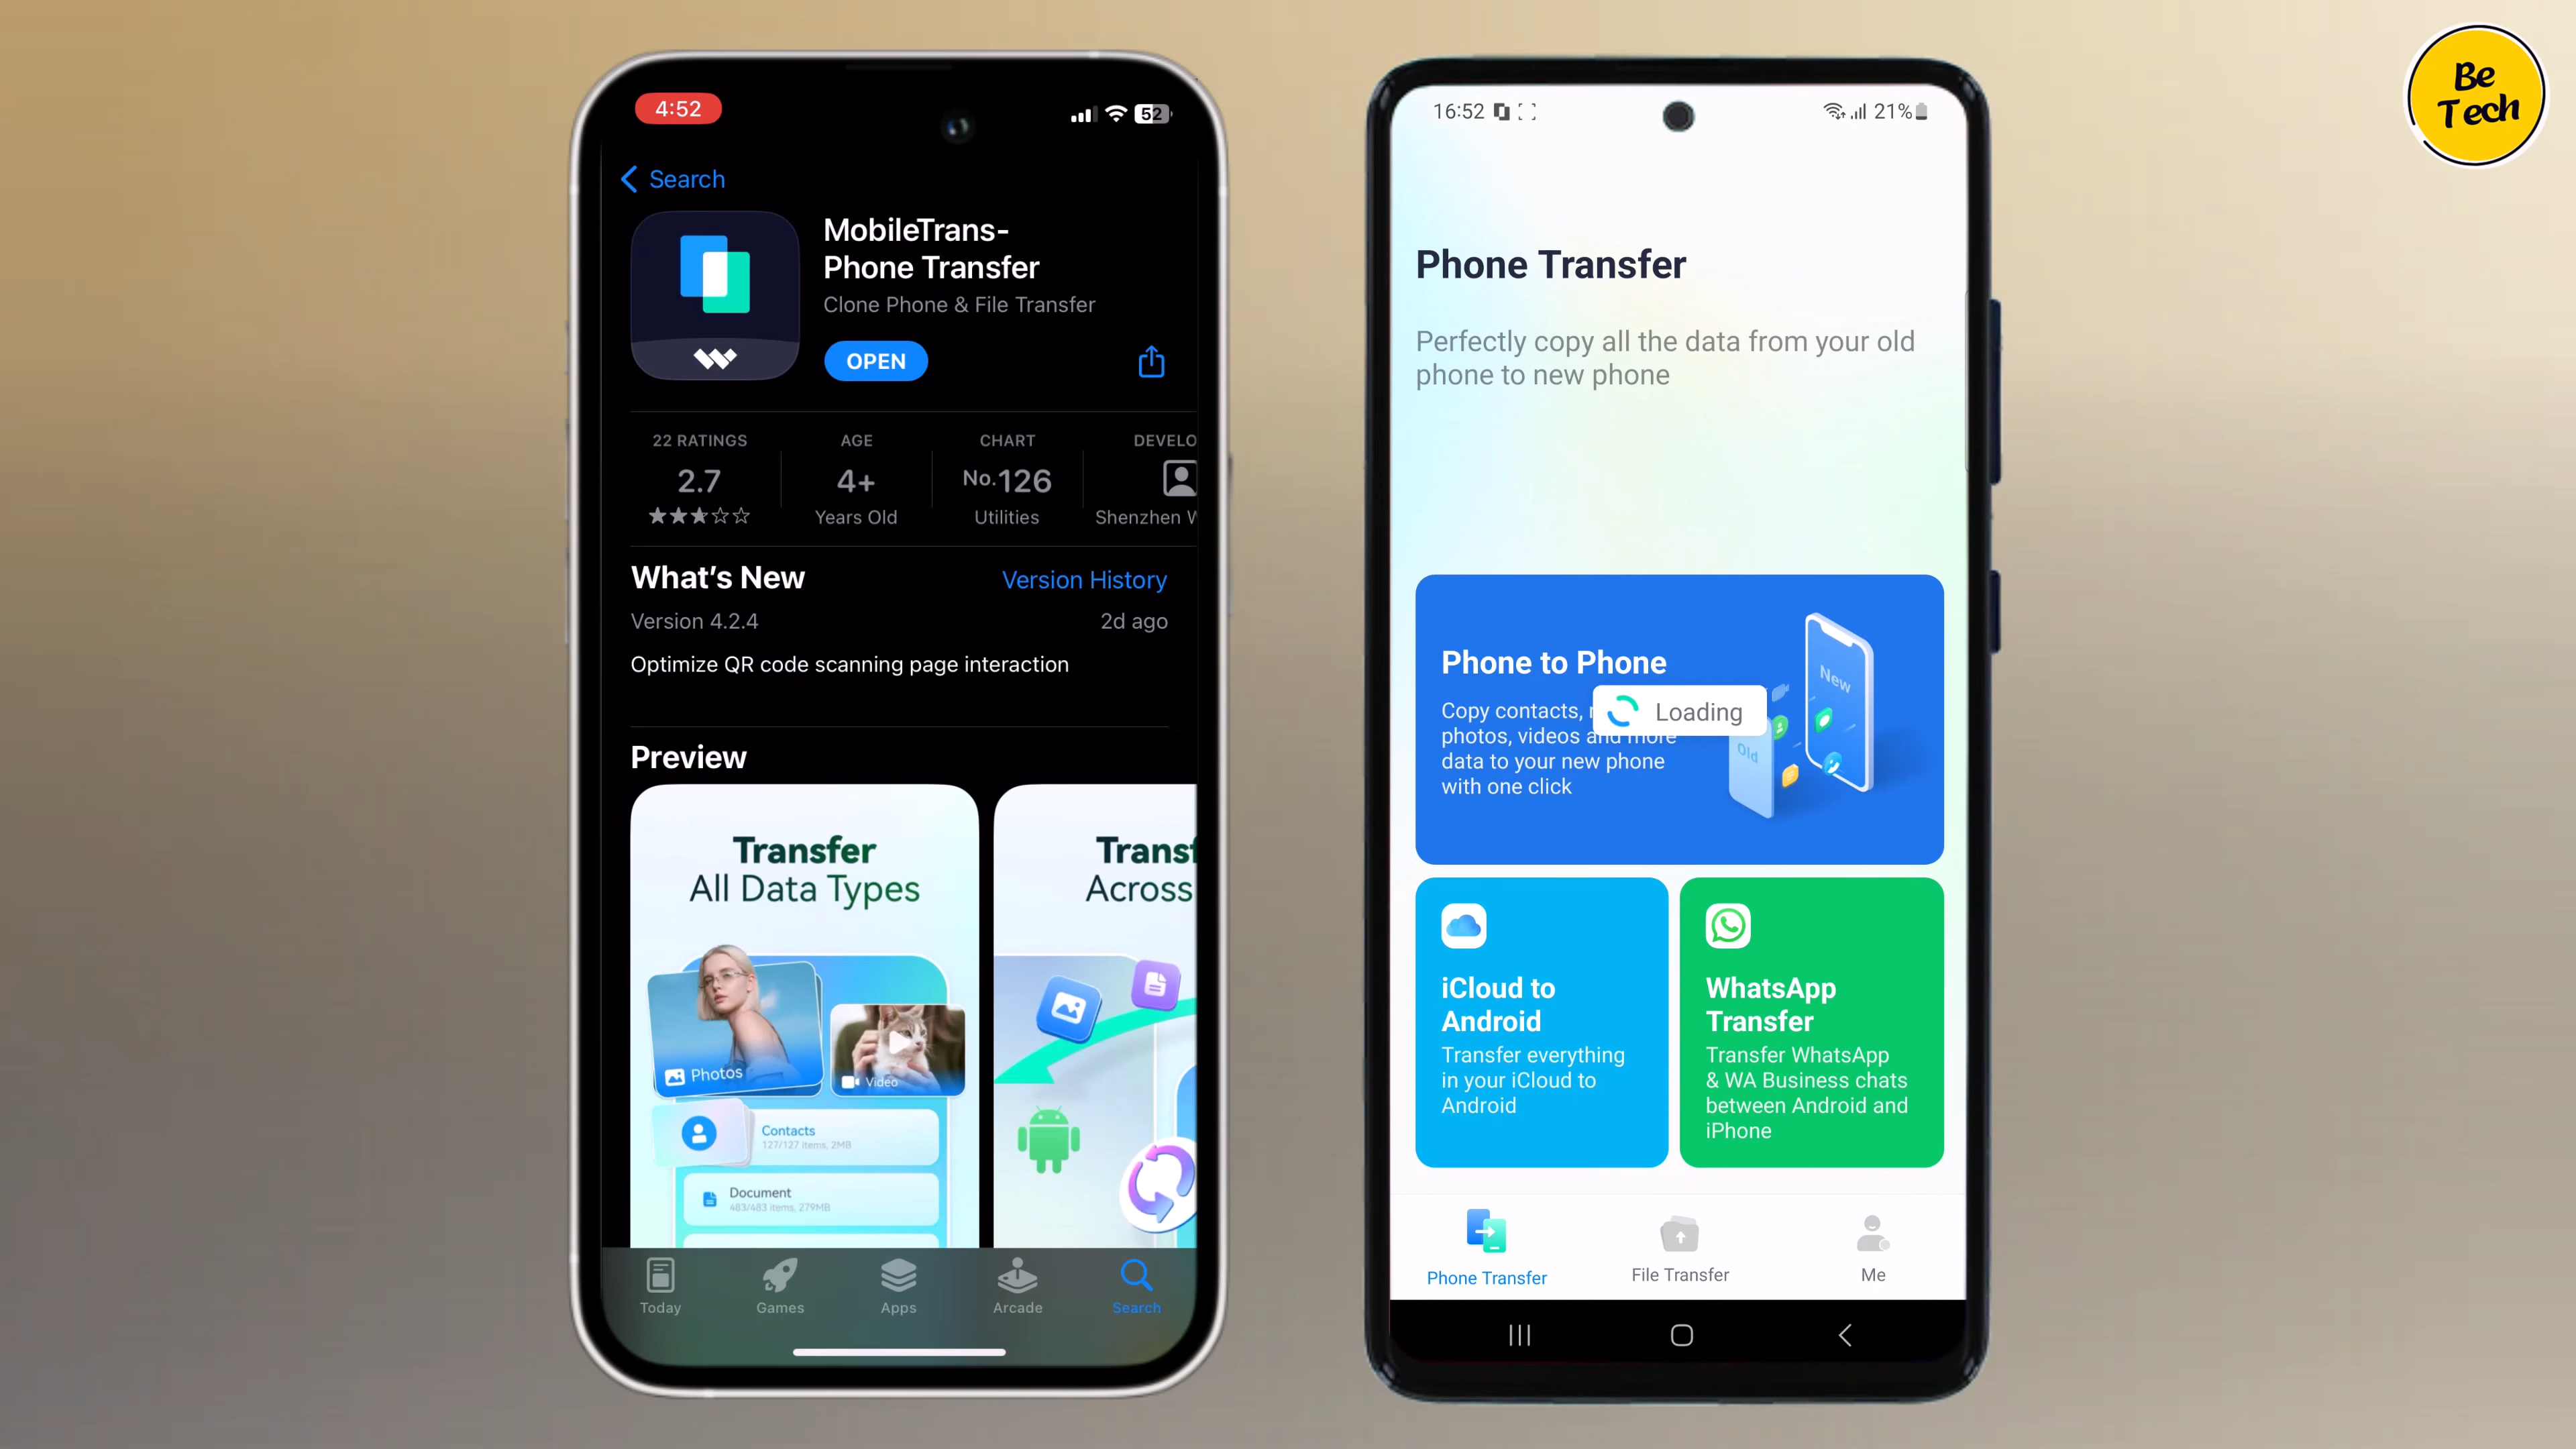 Be
Tech
4:52
52
Search
MobileTrans-
Phone Transfer
Clone Phone & File Transfer
OPEN
22 RATINGS
AGE
CHART
DEVELO
2.7
4+
No.126
Years Old
Utilities
Shenzhen W
What's New
Version History
Version 4.2.4
2d ago
Optimize QR code scanning page interaction
Preview
Transfer
All Data Types
Transf
Across
Photos
Video
Contacts
127/127 items, 2MB
Document
483/483 items, 279MB
Today
Games
Apps
Arcade
Search
16:52
21%
Phone Transfer
Perfectly copy all the data from your old
phone to new phone
Phone to Phone
Copy contacts,
photos, videos and more
data to your new phone
with one click
Loading
New
Old
iCloud to
Android
Transfer everything
in your iCloud to
Android
WhatsApp
Transfer
Transfer WhatsApp
& WA Business chats
between Android and
iPhone
Phone Transfer
File Transfer
Me